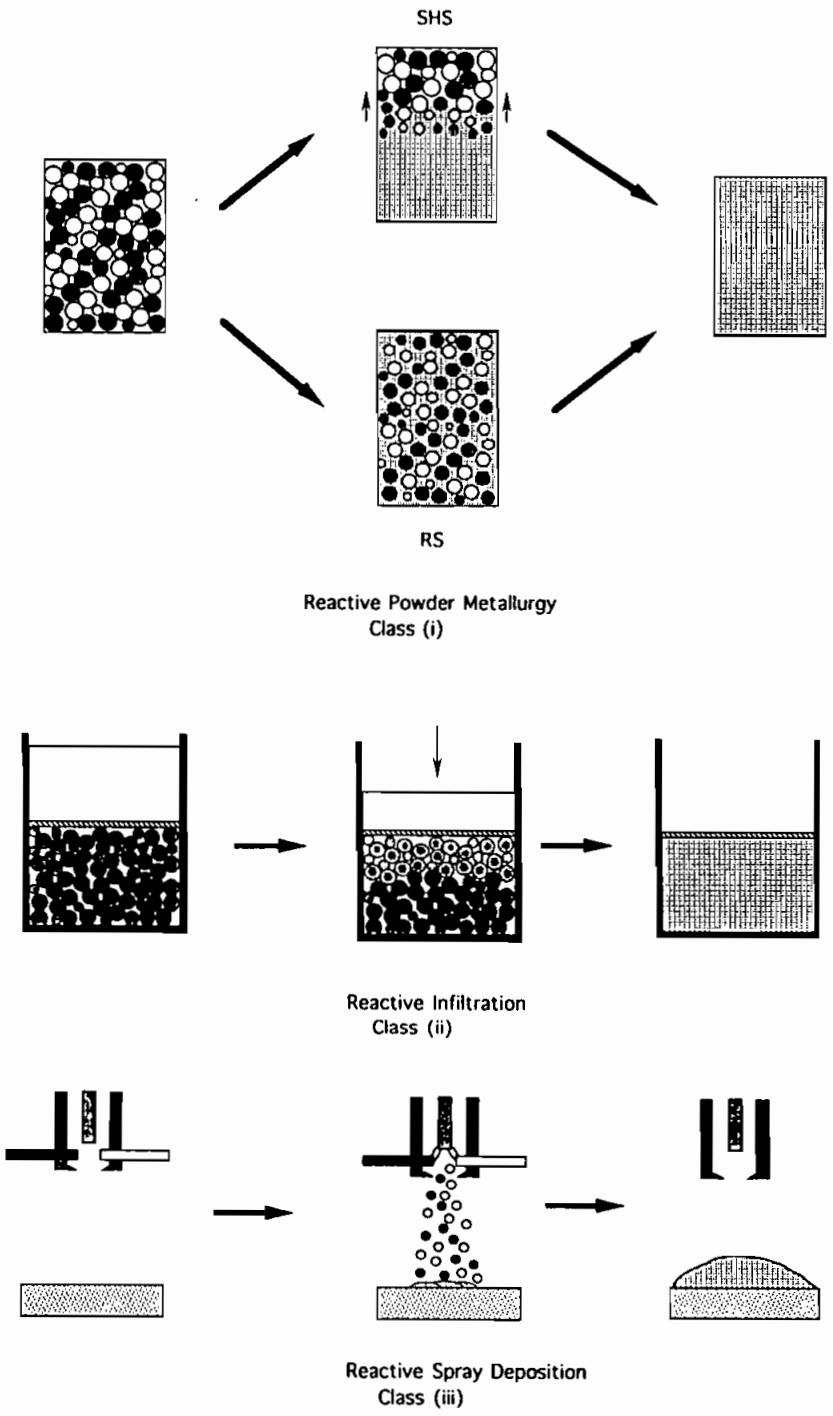 SHS
RS
Reactive Powder Metallurgy
Class (i)
Reactive Infiltration
Class (ii)
Reactive Spray Deposition
Class (iii)